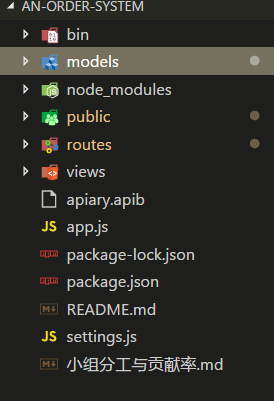 AN-ORDER-SYSTEM
bin
models
node_modules
public
routes
views
apiary.apib
JS app.js
package-lock.json
package.json
README.md
JS settings.js
小组分工与贡献率.md